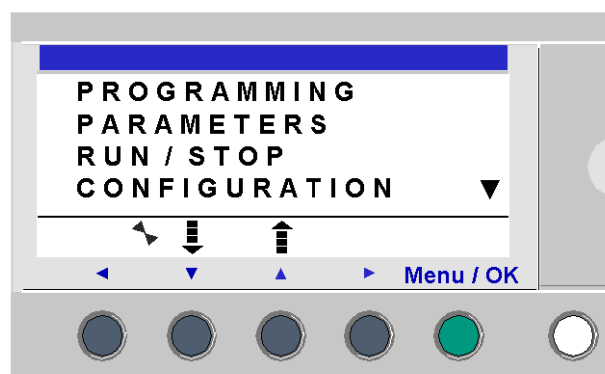 PROGRAMMING
PARAMETERS
RUN / STOP
CONFIGURATION
Menu / OK